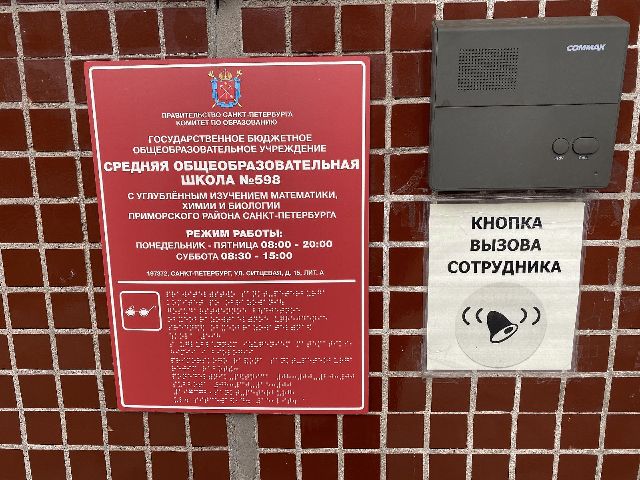 ПРАВИТЕЛЬСТВО САНКТ-ПЕТЕРБУРГА
КОМИТЕТ ПО ОБРАЗОВАНИЮ
ГОСУДАРСТВЕННОЕ БЮДЖЕТНОЕ
ОБЩЕОБРАЗОВАТЕЛЬНОЕ УЧРЕЖДЕНИЕ
СРЕДНЯЯ ОБЩЕОБРАЗОВАТЕЛЬНАЯ
ШКОЛА №598
С УГЛУБЛЁННЫМ ИЗУЧЕНИЕМ МАТЕМАТИКИ,
ХИМИИ И БИОЛОГИИ
ПРИМОРСКОГО РАЙОНА САНКТ-ПЕТЕРБУРГА
РЕЖИМ РАБОТЫ:
ПОНЕДЕЛЬНИК - ПЯТНИЦА 08:00 - 20:00
СУББОТА 08:30 - 15:00
197372, САНКТ-ПЕТЕРБУРГ, УЛ. СИТЦЕВАЯ, Д. 15, ЛИТ. А
COMMAX
КНОПКА
ВЫЗОВА
СОТРУДНИКА